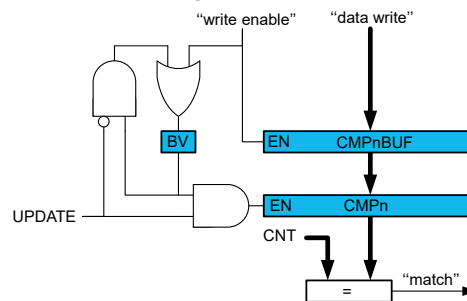 “write enable” “data write”
BV EN CMPnBUF
EN CMPn
UPDATE
CNT
“match”
=